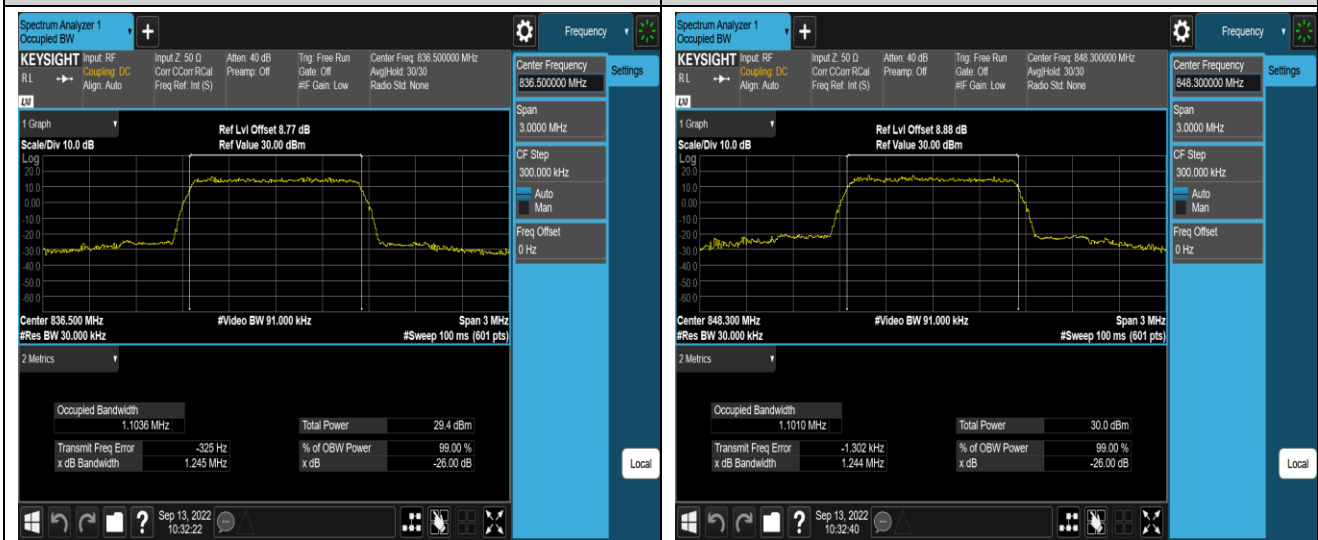 Spectrum Analyzer 1
Occupied BW
Frequency
KEYSIGHT
RL
LXI
Input: RF
Coupling: DC
Align: Auto
Input Z: 50 Ω
Corr CCorr RCal
Freq Ref: Int (S)
Atten: 40 dB
Preamp: Off
Trig: Free Run
Gate: Off
#IF Gain: Low
Center Freq: 836.500000 MHz
Avg|Hold: 30/30
Radio Std: None
Center Frequency
836.500000 MHz
Settings
Span
3.0000 MHz
CF Step
300.000 kHz
Auto
Man
Freq Offset
0 Hz
Local
1 Graph
Scale/Div 10.0 dB
Ref Lvl Offset 8.77 dB
Ref Value 30.00 dBm
Log
20.0
10.0
0.00
-10.0
-20.0
-30.0
-40.0
-50.0
-60.0
Center 836.500 MHz
#Res BW 30.000 kHz
#Video BW 91.000 kHz
Span 3 MHz
#Sweep 100 ms (601 pts)
2 Metrics
Occupied Bandwidth
1.1036 MHz
Total Power 29.4 dBm
Transmit Freq Error -325 Hz
% of OBW Power 99.00 %
x dB Bandwidth 1.245 MHz
x dB -26.00 dB
Sep 13, 2022
10:32:22
Spectrum Analyzer 1
Occupied BW
Frequency
KEYSIGHT
RL
LXI
Input: RF
Coupling: DC
Align: Auto
Input Z: 50 Ω
Corr CCorr RCal
Freq Ref: Int (S)
Atten: 40 dB
Preamp: Off
Trig: Free Run
Gate: Off
#IF Gain: Low
Center Freq: 848.300000 MHz
Avg|Hold: 30/30
Radio Std: None
Center Frequency
848.300000 MHz
Settings
Span
3.0000 MHz
CF Step
300.000 kHz
Auto
Man
Freq Offset
0 Hz
Local
1 Graph
Scale/Div 10.0 dB
Ref Lvl Offset 8.88 dB
Ref Value 30.00 dBm
Log
20.0
10.0
0.00
-10.0
-20.0
-30.0
-40.0
-50.0
-60.0
Center 848.300 MHz
#Res BW 30.000 kHz
#Video BW 91.000 kHz
Span 3 MHz
#Sweep 100 ms (601 pts)
2 Metrics
Occupied Bandwidth
1.1010 MHz
Total Power 30.0 dBm
Transmit Freq Error -1.302 kHz
% of OBW Power 99.00 %
x dB Bandwidth 1.244 MHz
x dB -26.00 dB
Sep 13, 2022
10:32:40